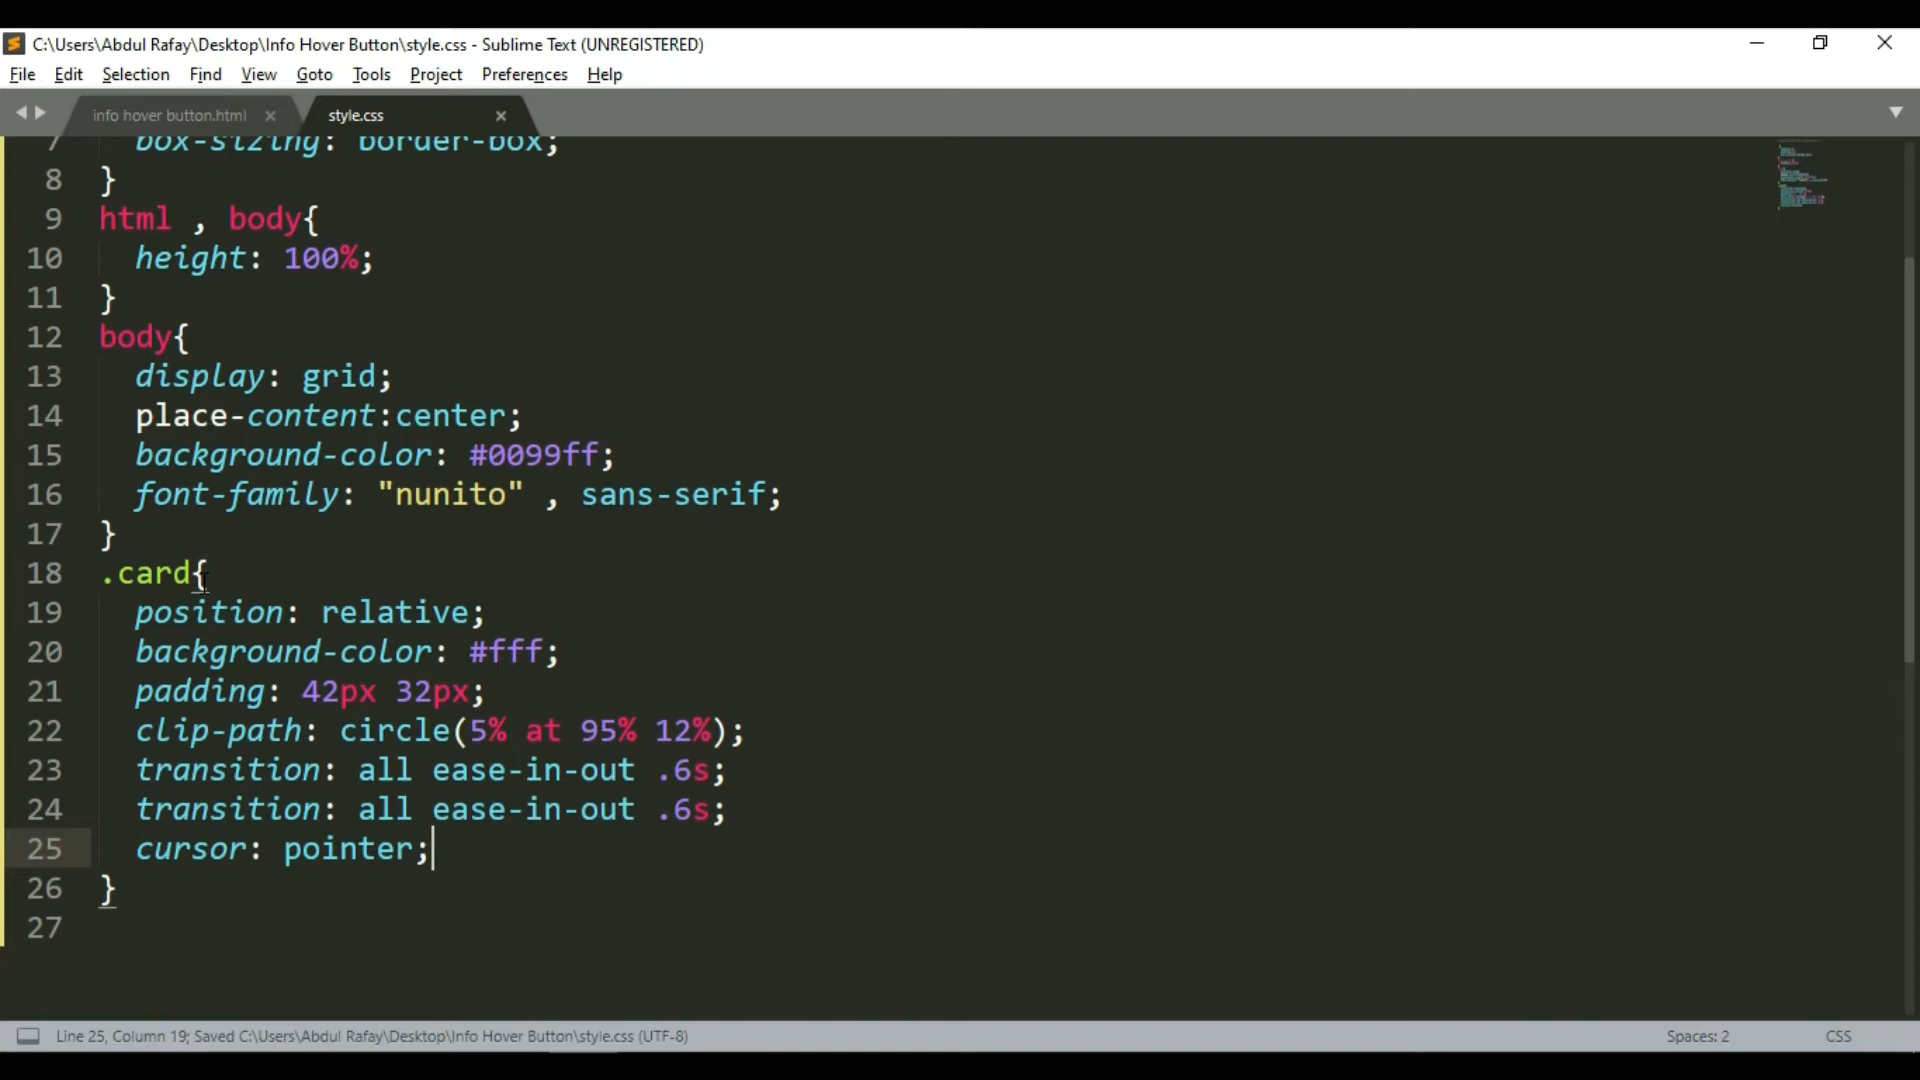 C:\Users\Abdul Rafay\Desktop\Info Hover Button\style.css - Sublime Text (UNREGISTERED)
File Edit Selection Find View Goto Tools Project Preferences Help
info hover button.html style.css
7 box-sizing: border-box;
8 }
9 html , body{
10 height: 100%;
11 }
12 body{
13 display: grid;
14 place-content:center;
15 background-color: #0099ff;
16 font-family: "nunito" , sans-serif;
17 }
18 .card{
19 position: relative;
20 background-color: #fff;
21 padding: 42px 32px;
22 clip-path: circle(5% at 95% 12%);
23 transition: all ease-in-out .6s;
24 transition: all ease-in-out .6s;
25 cursor: pointer;
26 }
27
Line 25, Column 19; Saved C:\Users\Abdul Rafay\Desktop\Info Hover Button\style.css (UTF-8) Spaces: 2 CSS